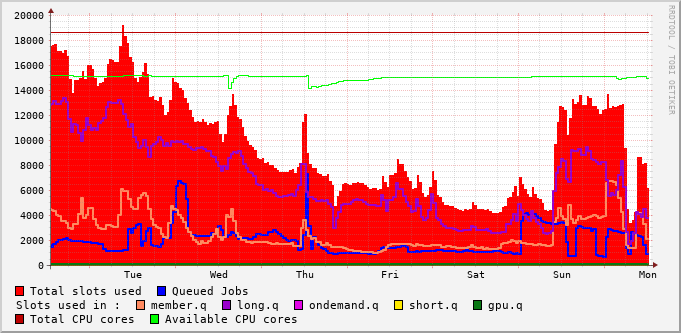 20000
18000
16000
14000
12000
10000
8000
6000
4000
2000
0
Tue Wed Thu Fri Sat Sun Mon
Total slots used Queued Jobs
Slots used in : member.q long.q ondemand.q short.q gpu.q
Total CPU cores Available CPU cores
RRDTOOL / TOBI OETIKER